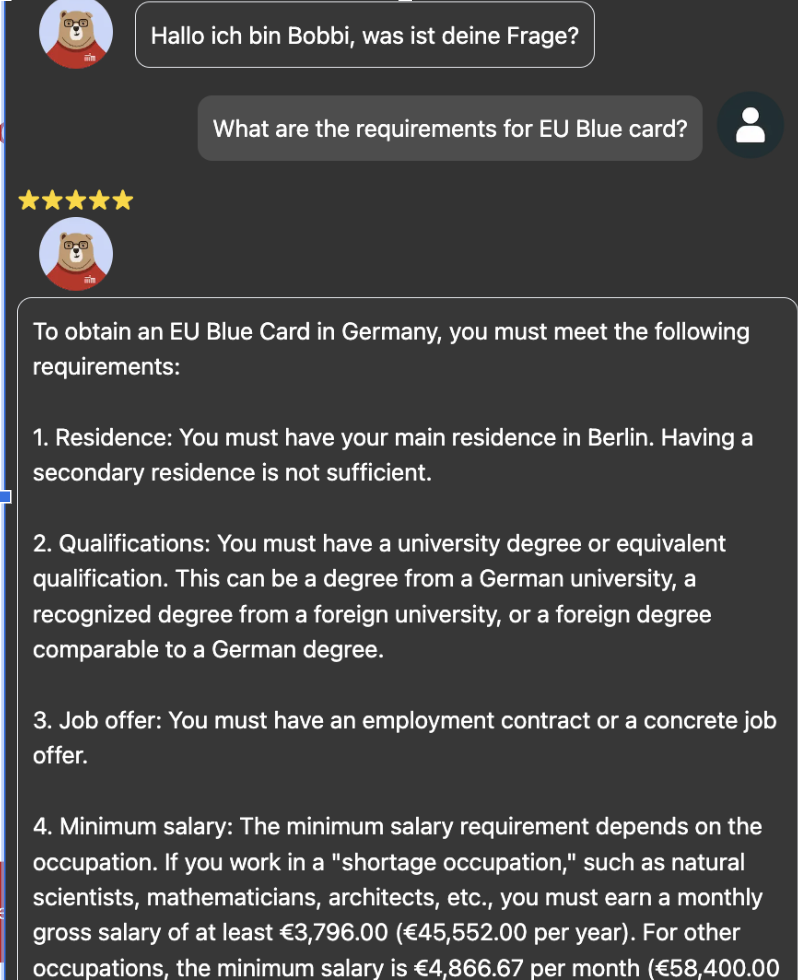 Hallo ich bin Bobbi, was ist deine Frage?
What are the requirements for EU Blue card?
To obtain an EU Blue Card in Germany, you must meet the following
requirements:
1. Residence: You must have your main residence in Berlin. Having a
secondary residence is not sufficient.
2. Qualifications: You must have a university degree or equivalent
qualification. This can be a degree from a German university, a
recognized degree from a foreign university, or a foreign degree
comparable to a German degree.
3. Job offer: You must have an employment contract or a concrete job
offer.
4. Minimum salary: The minimum salary requirement depends on the
occupation. If you work in a "shortage occupation," such as natural
scientists, mathematicians, architects, etc., you must earn a monthly
gross salary of at least €3,796.00 (€45,552.00 per year). For other
occupations, the minimum salary is €4,866.67 per month (€58,400.00